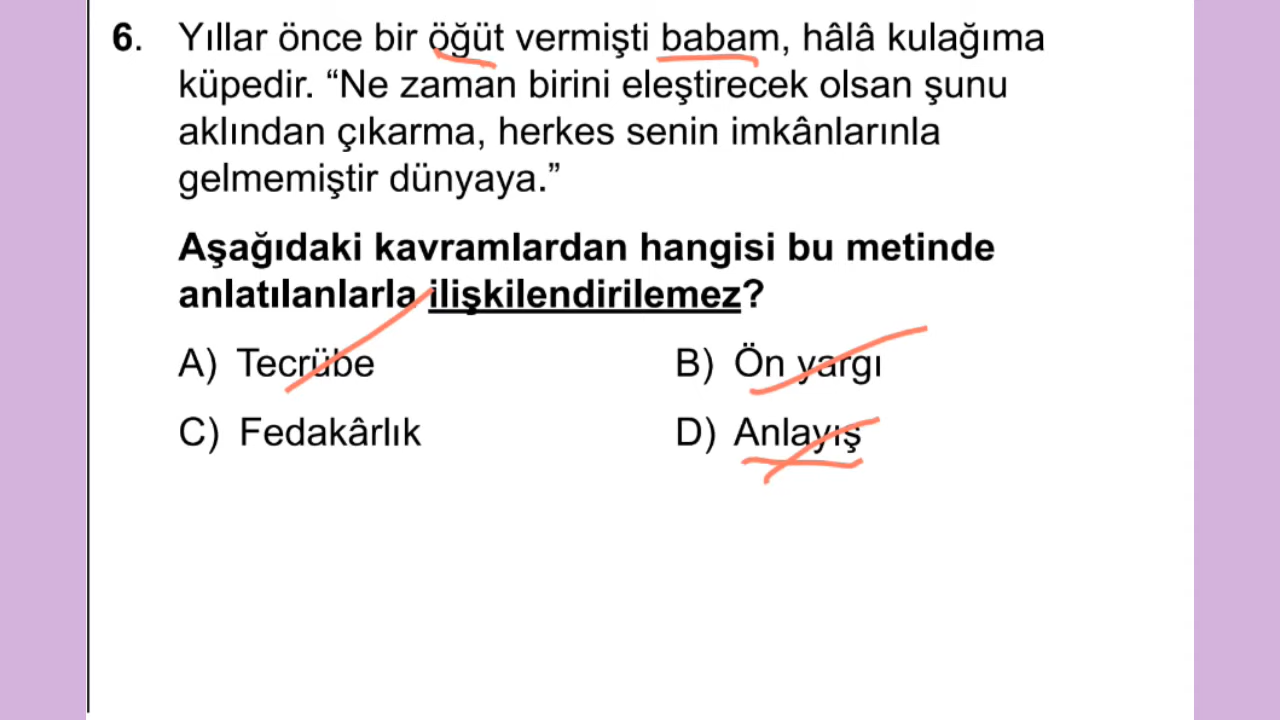 6. Yıllar önce bir öğüt vermişti babam, hâlâ kulağıma
küpedir. “Ne zaman birini eleştirecek olsan şunu
aklından çıkarma, herkes senin imkânlarınla
gelmemiştir dünyaya.”
Aşağıdaki kavramlardan hangisi bu metinde
anlatılanlarla ilişkilendirilemez?
A) Tecrübe B) Ön yargı
C) Fedakârlık D) Anlayış